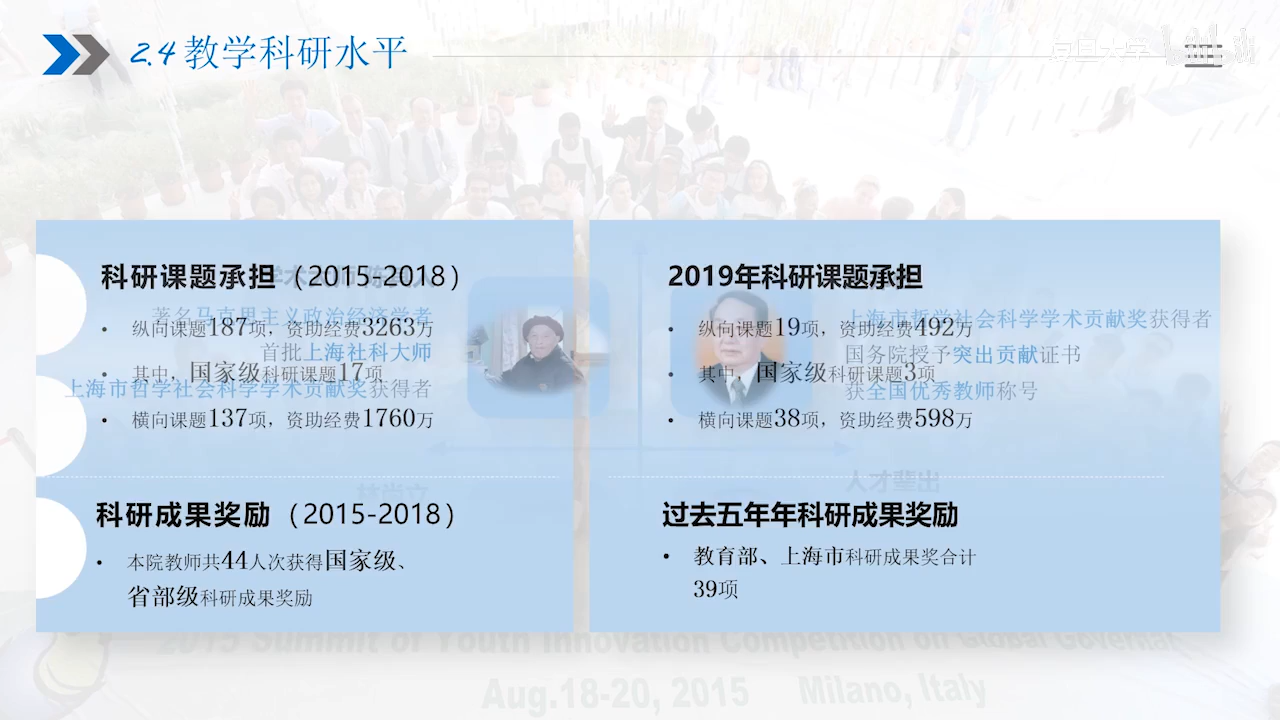 2.4 教学科研水平
复旦大学
科研课题承担（2015-2018）
• 纵向课题187项，资助经费3263万
• 其中，国家级科研课题17项
• 横向课题137项，资助经费1760万
科研成果奖励（2015-2018）
• 本院教师共44人次获得国家级、
省部级科研成果奖励
2019年科研课题承担
• 纵向课题19项，资助经费492万
• 其中，国家级科研课题3项
• 横向课题38项，资助经费598万
过去五年年科研成果奖励
• 教育部、上海市科研成果奖合计
39项
著名马克思主义政治经济学者
首批上海社科大师
上海市哲学社会科学学术贡献奖获得者
上海市哲学社会科学学术贡献奖获得者
国务院授予突出贡献证书
获全国优秀教师称号
人才辈出
2015 Summit of Youth Innovation Competition on Global Governan
Aug.18-20, 2015 Milano, Italy